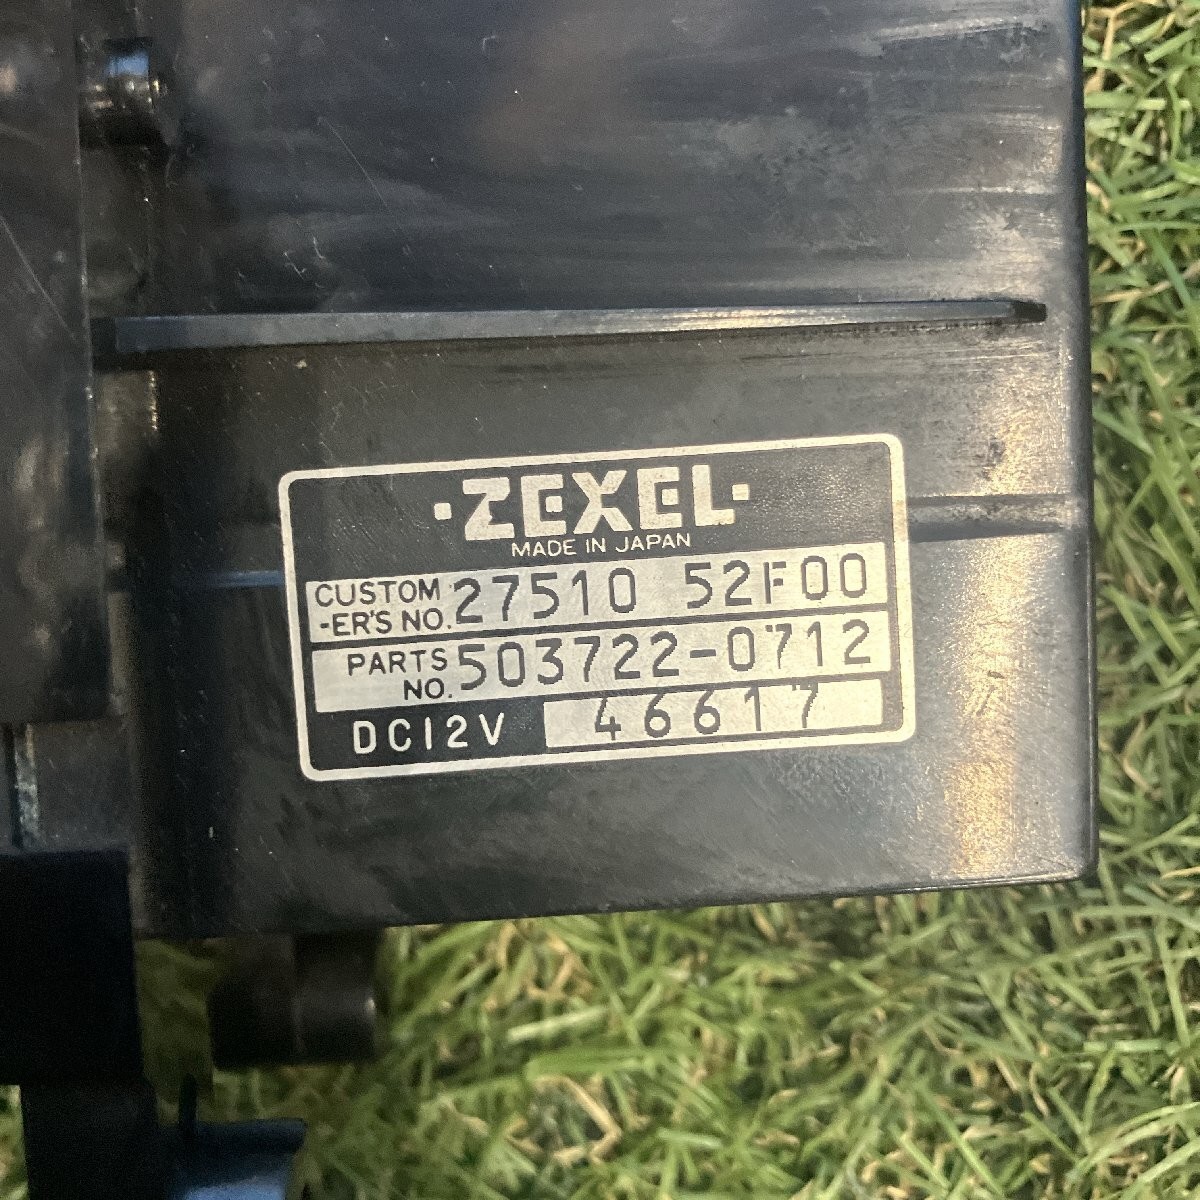 ·ZEXEL·
MADE IN JAPAN
CUSTOM
-ER'S NO. 27510 52F00
PARTS
NO. 503722-0712
DC12V 46617